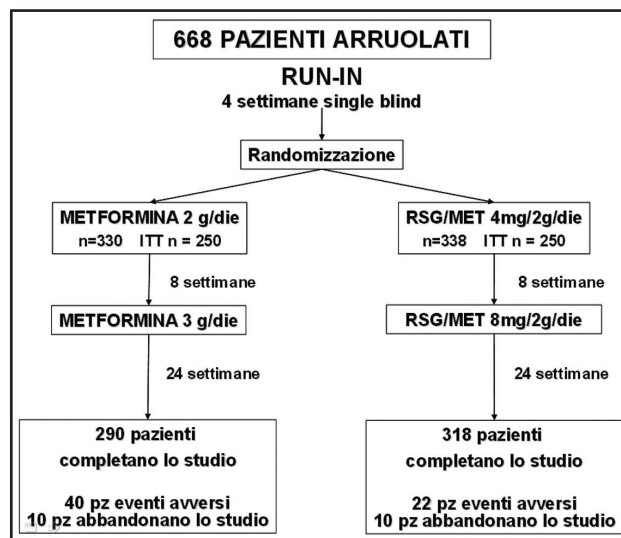 668 PAZIENTI ARRUOLATI
RUN-IN
4 settimane single blind
Randomizzazione
METFORMINA 2 g/die
n=330 ITT n = 250
RSG/MET 4mg/2g/die
n=338 ITT n = 250
8 settimane
8 settimane
METFORMINA 3 g/die
RSG/MET 8mg/2g/die
24 settimane
24 settimane
290 pazienti
completano lo studio
40 pz eventi avversi
10 pz abbandonano lo studio
318 pazienti
completano lo studio
22 pz eventi avversi
10 pz abbandonano lo studio